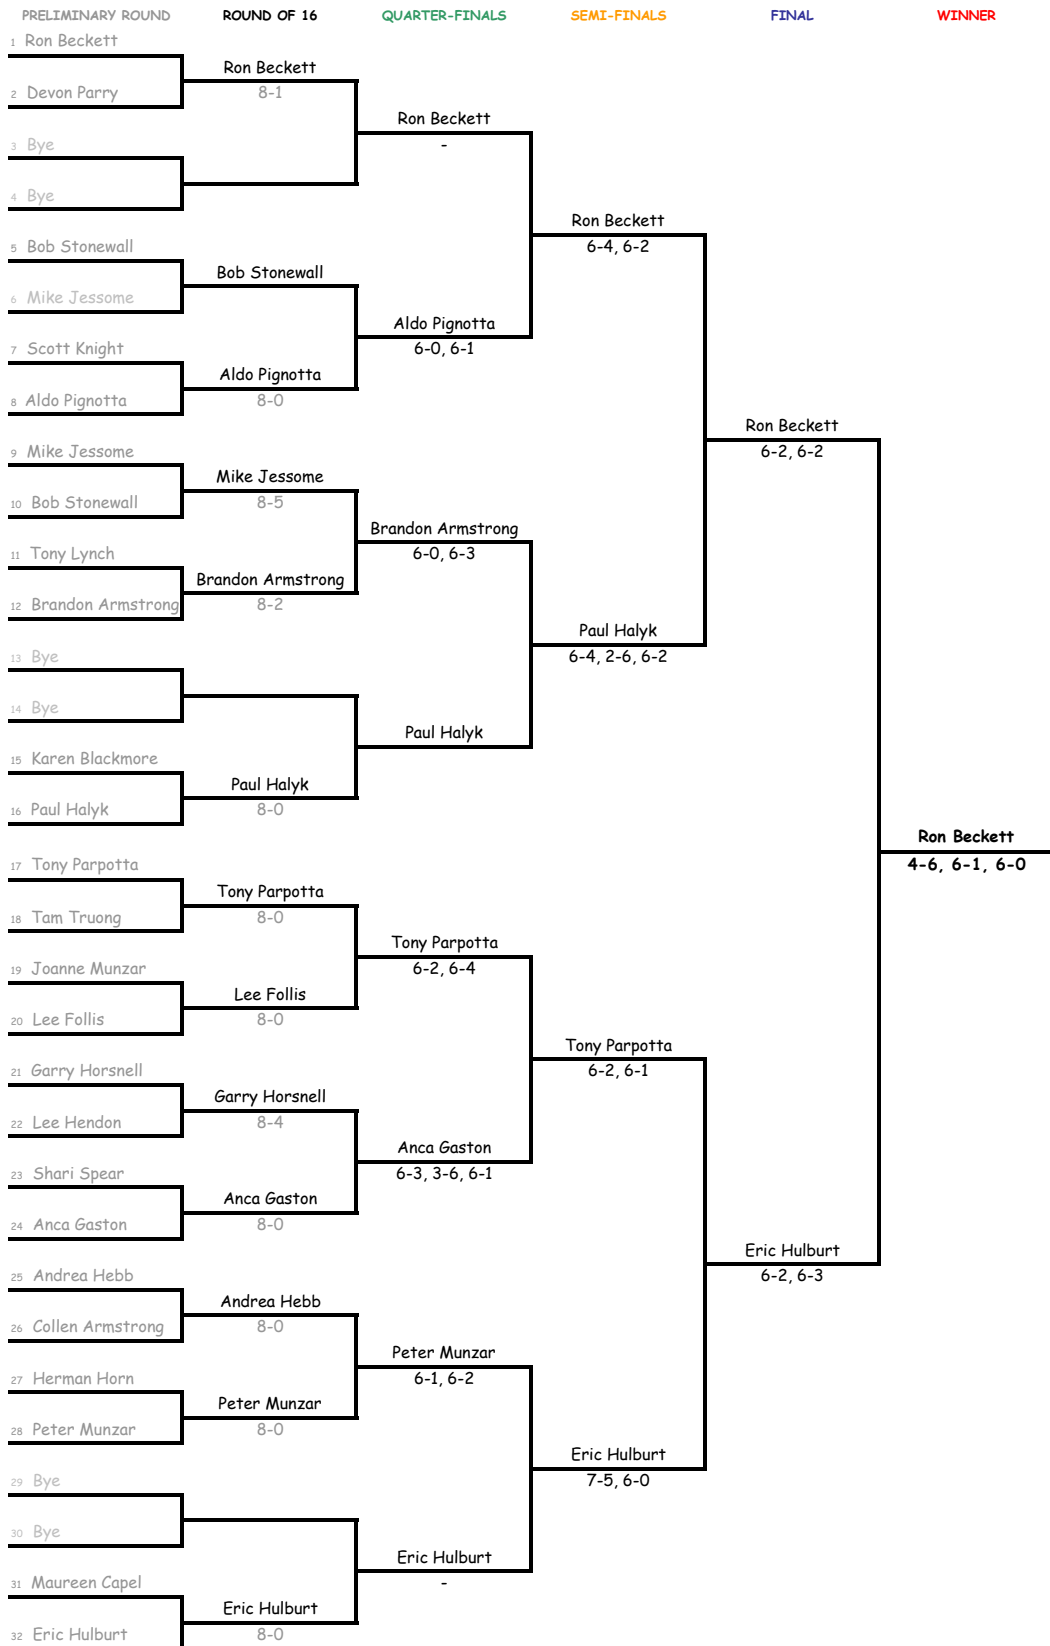 PRELIMINARY ROUND ROUND OF 16 QUARTER-FINALS SEMI-FINALS FINAL WINNER
1 Ron Beckett
Ron Beckett
2 Devon Parry
8-1
Ron Beckett
-
3 Bye
4 Bye
Ron Beckett
6-4, 6-2
5 Bob Stonewall
Bob Stonewall
6 Mike Jessome
Aldo Pignotta
6-0, 6-1
7 Scott Knight
Aldo Pignotta
8-0
8 Aldo Pignotta
Ron Beckett
6-2, 6-2
9 Mike Jessome
Mike Jessome
8-5
10 Bob Stonewall
Brandon Armstrong
6-0, 6-3
11 Tony Lynch
Brandon Armstrong
8-2
12 Brandon Armstrong
Paul Halyk
6-4, 2-6, 6-2
13 Bye
14 Bye
Paul Halyk
15 Karen Blackmore
Paul Halyk
8-0
16 Paul Halyk
Ron Beckett
4-6, 6-1, 6-0
17 Tony Parpotta
Tony Parpotta
8-0
18 Tam Truong
Tony Parpotta
6-2, 6-4
19 Joanne Munzar
Lee Follis
8-0
20 Lee Follis
Tony Parpotta
6-2, 6-1
21 Garry Horsnell
Garry Horsnell
8-4
22 Lee Hendon
Anca Gaston
6-3, 3-6, 6-1
23 Shari Spear
Anca Gaston
8-0
24 Anca Gaston
Eric Hulburt
6-2, 6-3
25 Andrea Hebb
Andrea Hebb
8-0
26 Collen Armstrong
Peter Munzar
6-1, 6-2
27 Herman Horn
Peter Munzar
8-0
28 Peter Munzar
Eric Hulburt
7-5, 6-0
29 Bye
30 Bye
Eric Hulburt
-
31 Maureen Capel
Eric Hulburt
8-0
32 Eric Hulburt